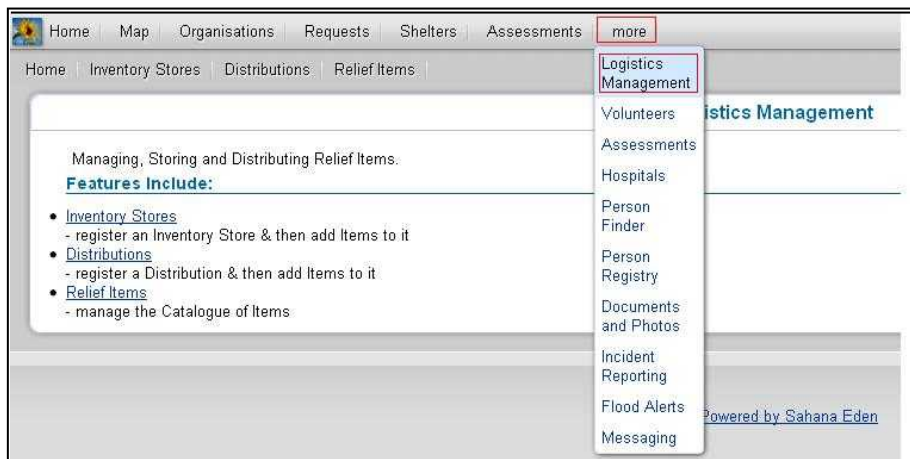 Home Map Organisations Requests Shelters Assessments more
Home Inventory Stores Distributions Relief Items
Logistics
Management
Volunteers
Assessments
Hospitals
Person
Finder
Person
Registry
Documents
and Photos
Incident
Reporting
Flood Alerts
Messaging
istics Management
Managing, Storing and Distributing Relief Items.
Features Include:
• Inventory Stores
- register an Inventory Store & then add Items to it
• Distributions
- register a Distribution & then add Items to it
• Relief Items
- manage the Catalogue of Items
Powered by Sahana Eden